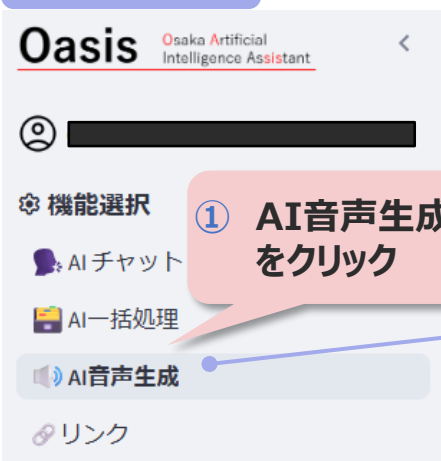 Oasis
Osaka Artificial
Intelligence Assistant
機能選択
① AI音声生成
をクリック
AI チャット
AI一括処理
AI音声生成
リンク